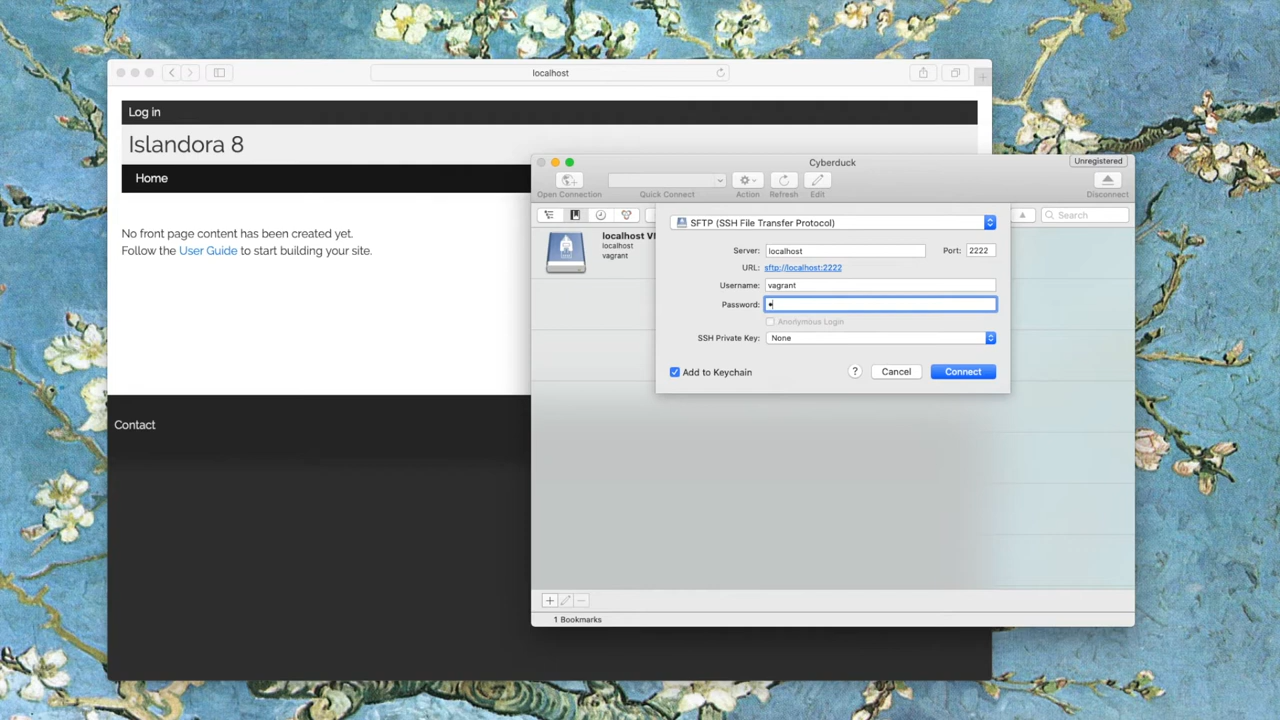 localhost
Log in
Islandora 8
Home
No front page content has been created yet.
Follow the User Guide to start building your site.
Contact
Cyberduck
Unregistered
Open Connection
Quick Connect
Action
Refresh
Edit
Disconnect
Search
localhost
localhost
vagrant
SFTP (SSH File Transfer Protocol)
Server: localhost Port: 2222
URL: sftp://localhost:2222
Username: vagrant
Password: •
Anonymous Login
SSH Private Key: None
Add to Keychain
?
Cancel
Connect
1 Bookmarks